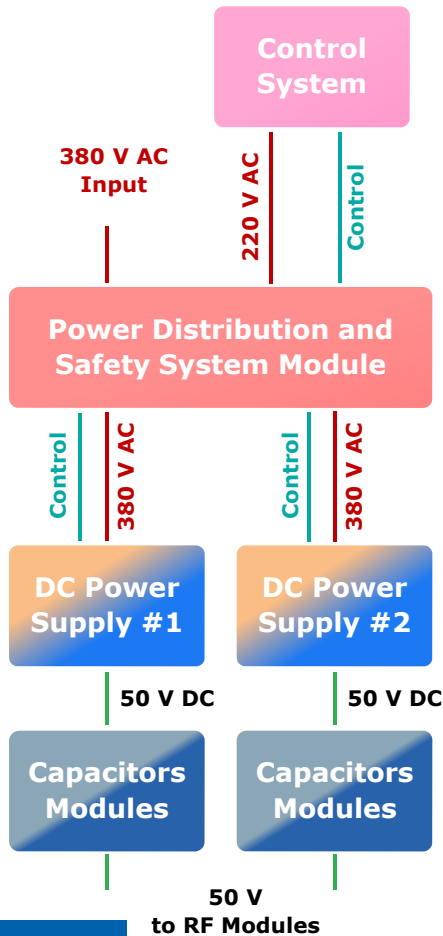 Control
System
380 V AC
Input
220 V AC
Control
Power Distribution and
Safety System Module
Control
380 V AC
Control
380 V AC
DC Power
Supply #1
DC Power
Supply #2
50 V DC
50 V DC
Capacitors
Modules
Capacitors
Modules
50 V
to RF Modules